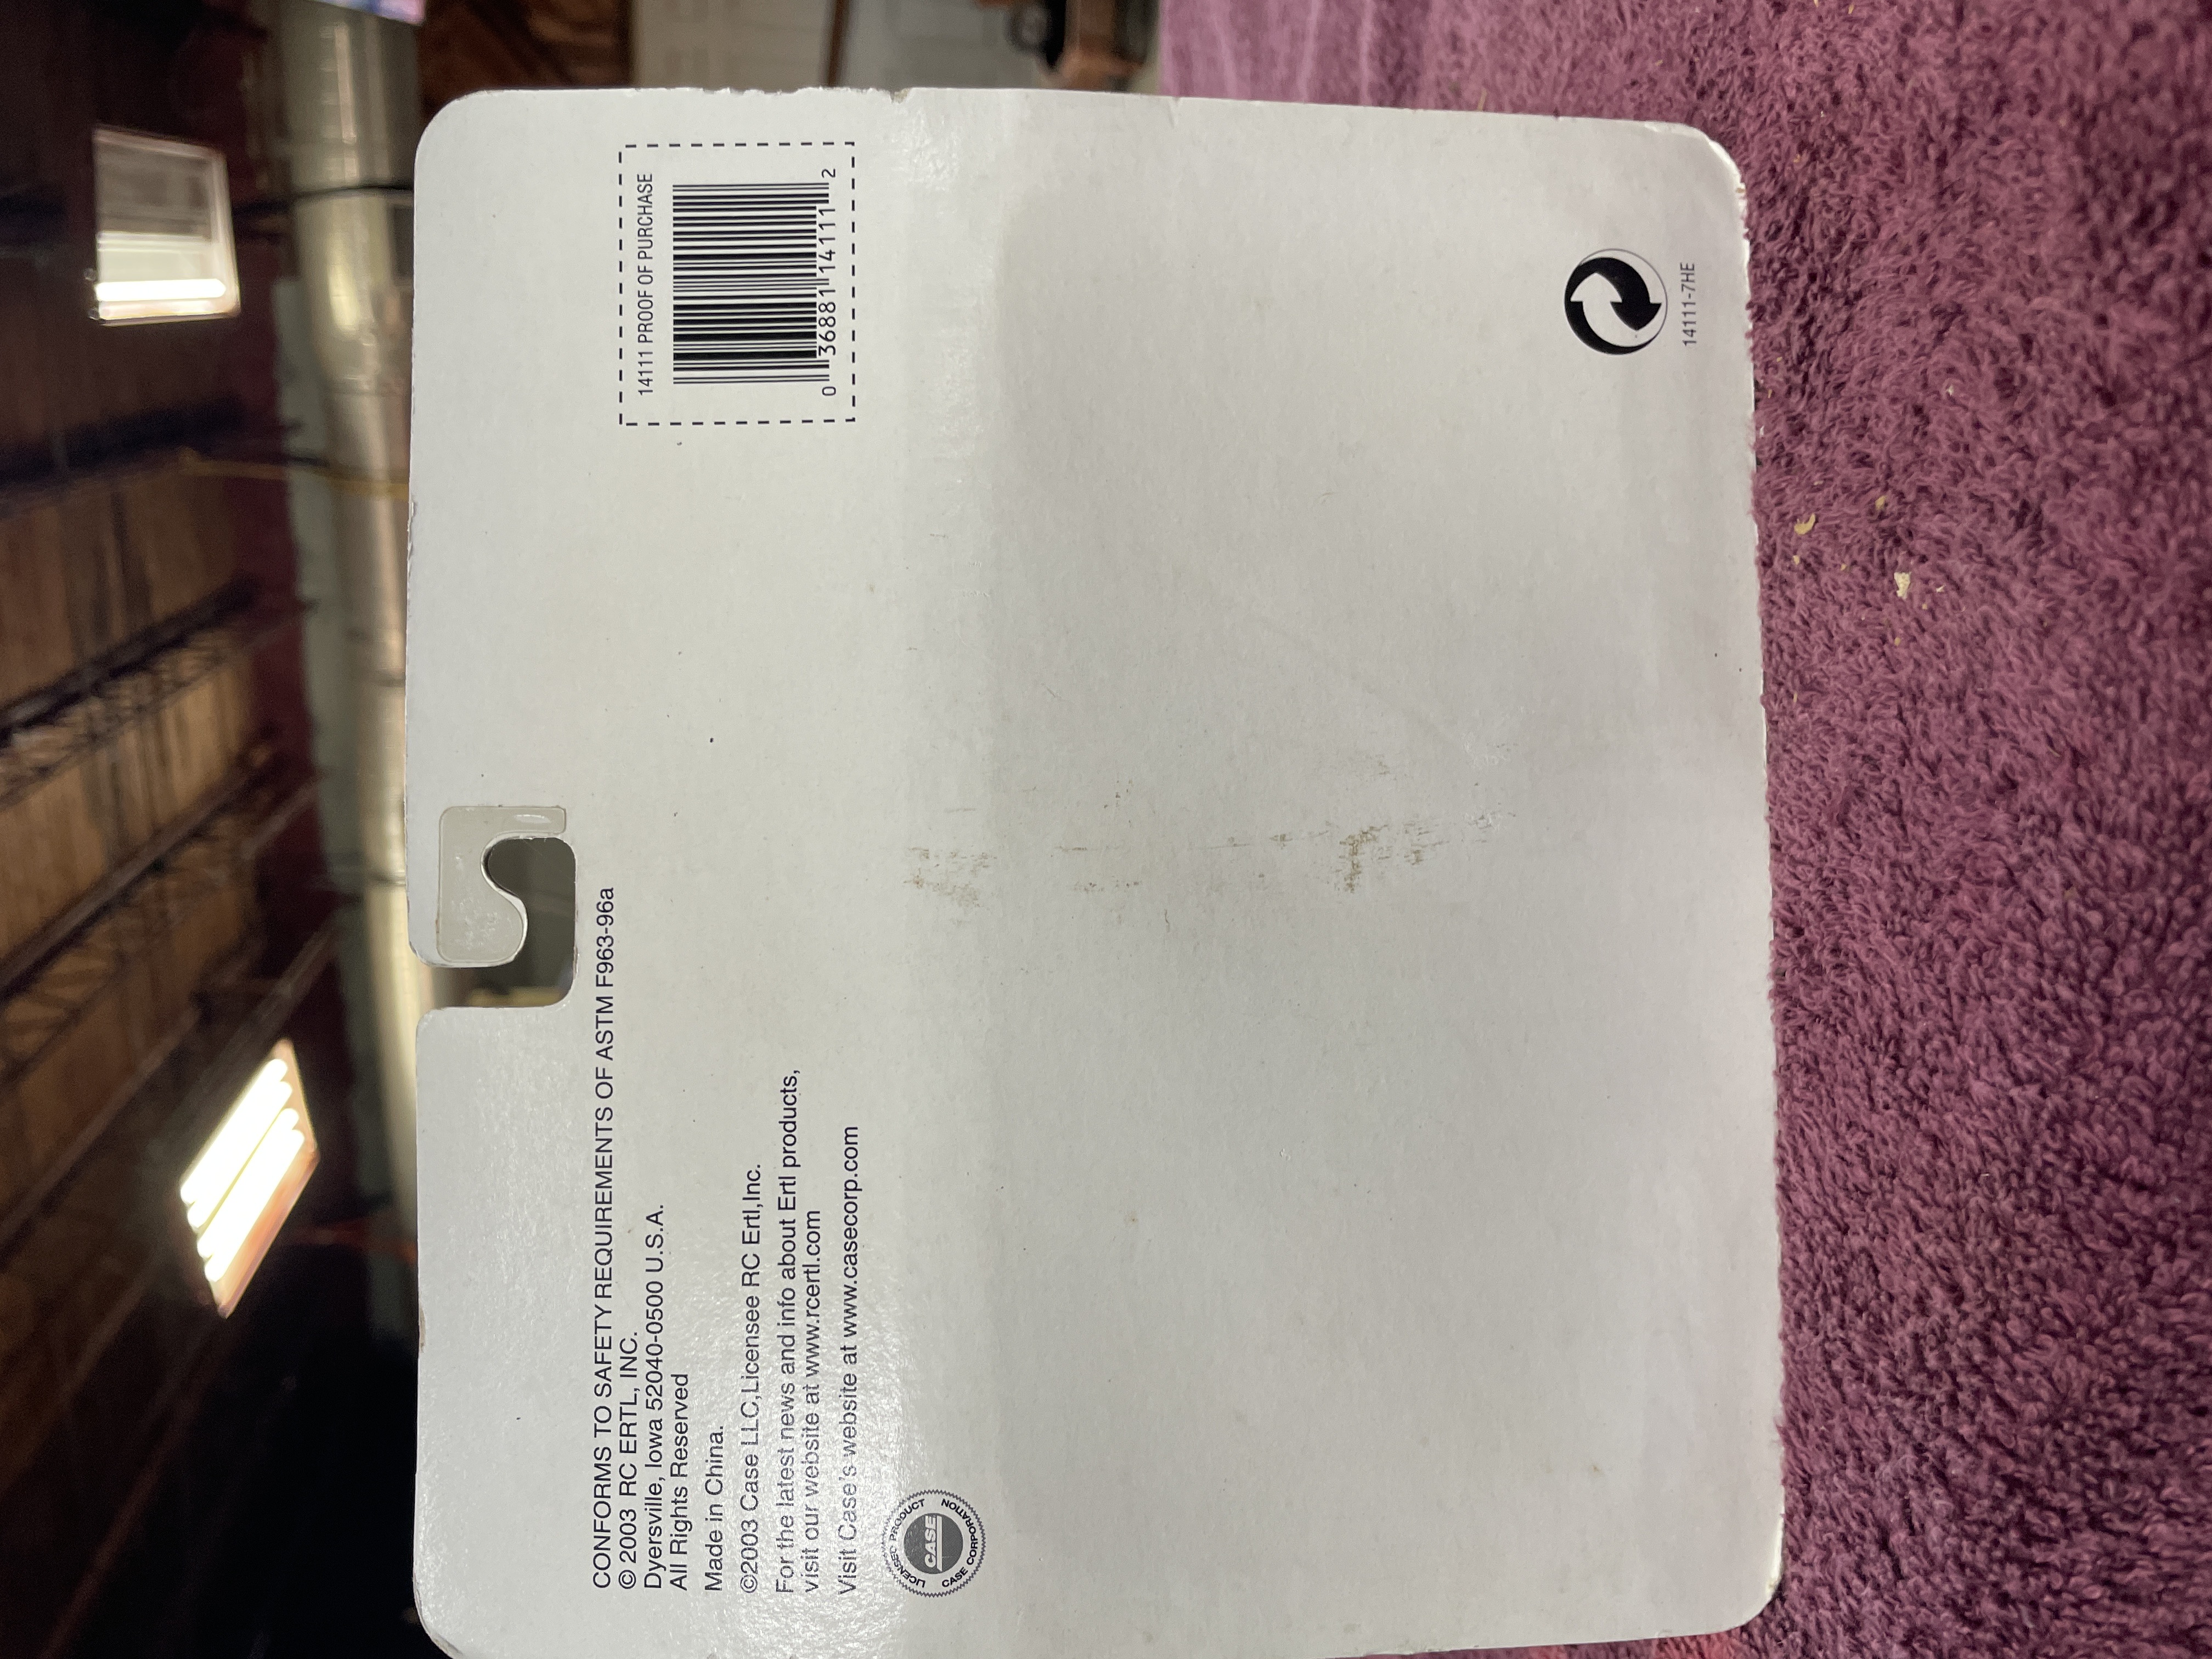 CONFORMS TO SAFETY REQUIREMENTS OF ASTM F963-96a
© 2003 RC ERTL, INC.
Dyersville, Iowa 52040-0500 U.S.A.
All Rights Reserved
Made in China.
©2003 Case LLC,Licensee RC Ertl,Inc.
For the latest news and info about Ertl products,
visit our website at www.rcertl.com
Visit Case's website at www.casecorp.com
LICENSED PRODUCT
CASE
CASE CORPORATION
14111 PROOF OF PURCHASE
0 36881 14111 2
14111-7HE